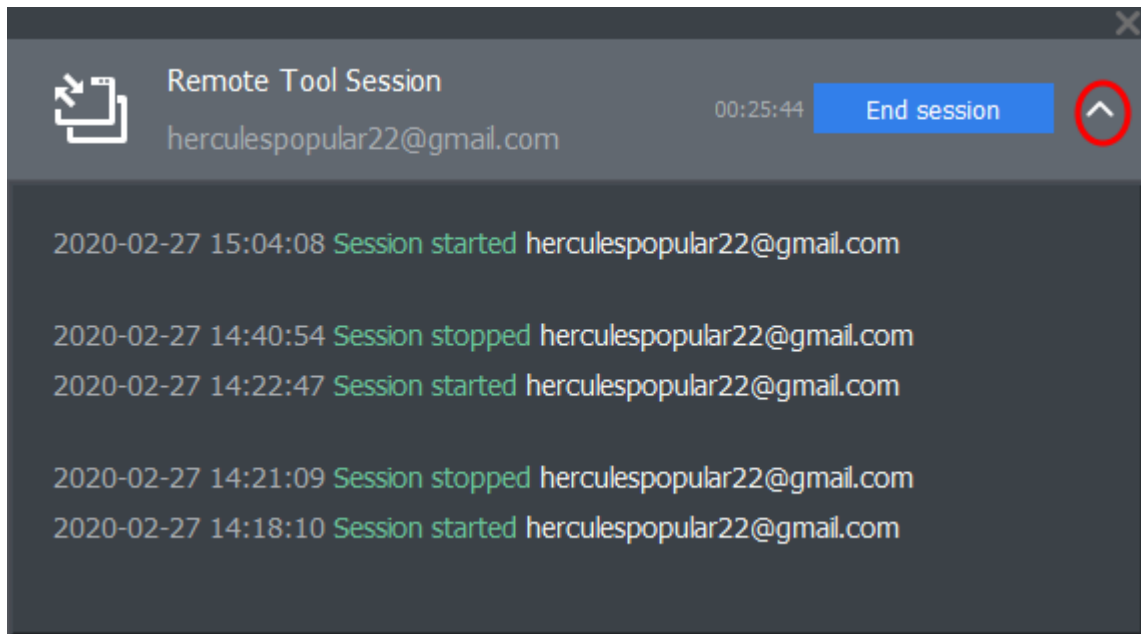 Remote Tool Session
herculespopular22@gmail.com
00:25:44
End session
2020-02-27 15:04:08 Session started herculespopular22@gmail.com
2020-02-27 14:40:54 Session stopped herculespopular22@gmail.com
2020-02-27 14:22:47 Session started herculespopular22@gmail.com
2020-02-27 14:21:09 Session stopped herculespopular22@gmail.com
2020-02-27 14:18:10 Session started herculespopular22@gmail.com